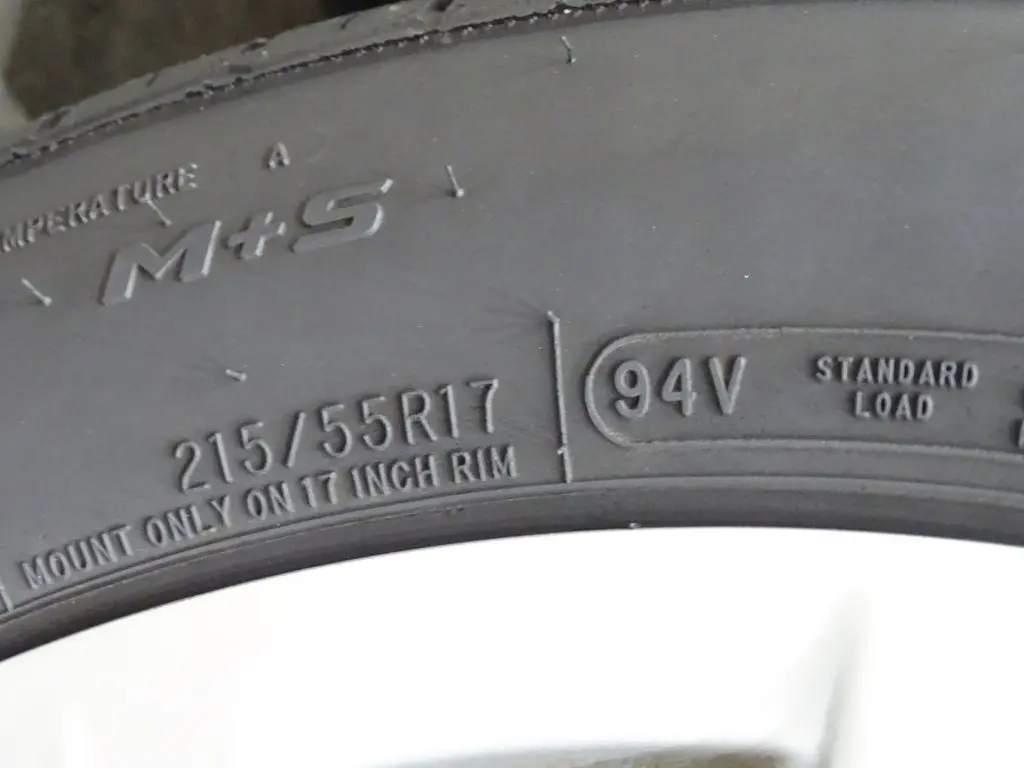 MPERATURE A
M+S
215/55R17
MOUNT ONLY ON 17 INCH RIM
94V
STANDARD
LOAD